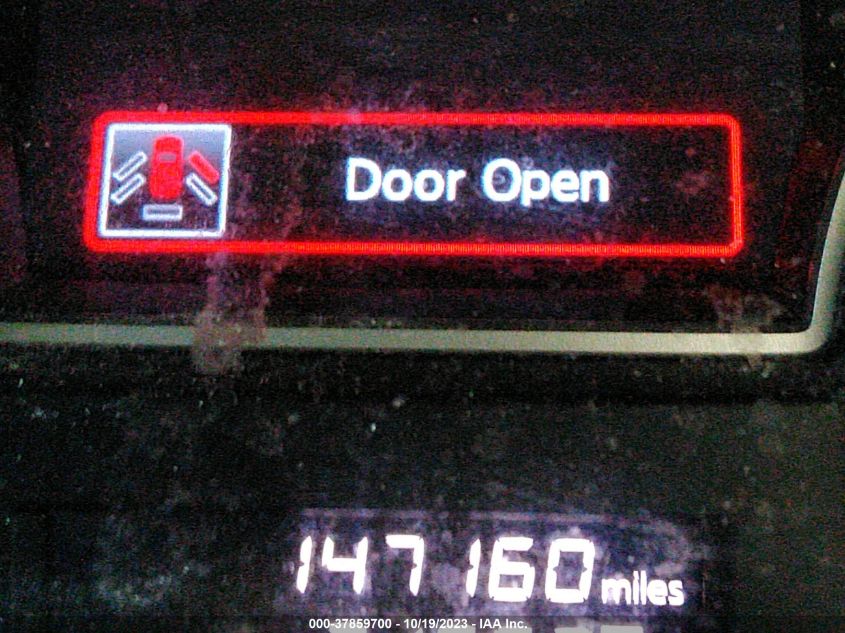 Door Open
147160 miles
000-37859700 - 10/19/2023 - IAA Inc.